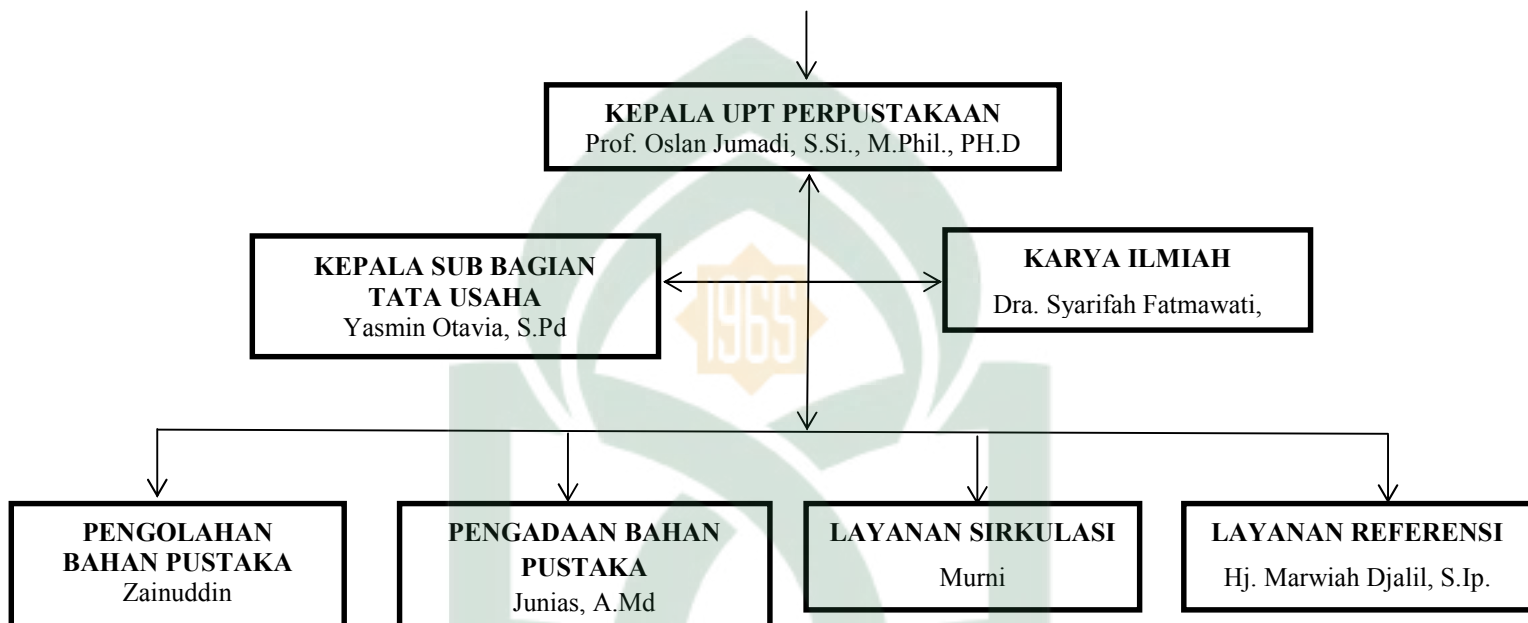 KEPALA UPT PERPUSTAKAAN
Prof. Oslan Jumadi, S.Si., M.Phil., PH.D
KEPALA SUB BAGIAN
TATA USAHA
Yasmin Otavia, S.Pd
KARYA ILMIAH
Dra. Syarifah Fatmawati,
1965
PENGOLAHAN
BAHAN PUSTAKA
Zainuddin
PENGADAAN BAHAN
PUSTAKA
Junias, A.Md
LAYANAN SIRKULASI
Murni
LAYANAN REFERENSI
Hj. Marwiah Djalil, S.Ip.